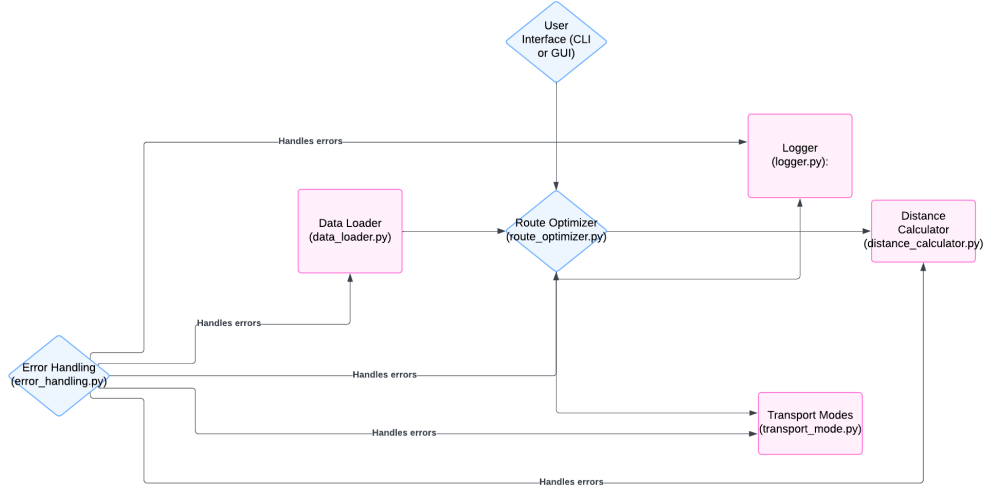 User
Interface (CLI
or GUI)
Handles errors
Logger
(logger.py):
Data Loader
(data_loader.py)
Route Optimizer
(route_optimizer.py)
Distance
Calculator
(distance_calculator.py)
Handles errors
Error Handling
(error_handling.py)
Handles errors
Transport Modes
(transport_mode.py)
Handles errors
Handles errors